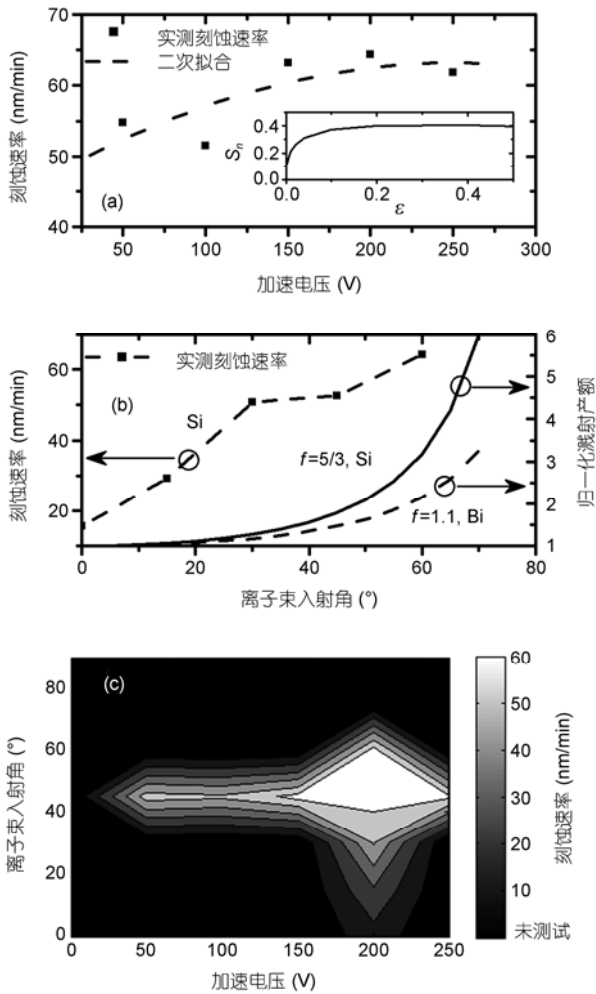 70
60
50
40
刻蚀速率 (nm/min)
实测刻蚀速率
二次拟合
(a)
0.4
0.2
0.0
Sn
0.0
0.2
0.4
ε
50 100 150 200 250 300
加速电压 (V)
60
40
20
刻蚀速率 (nm/min)
实测刻蚀速率
(b)
Si
f=5/3, Si
f=1.1, Bi
6
5
4
3
2
1
归一化溅射产额
0 20 40 60 80
离子束入射角 (°)
(c)
80
60
40
20
0
离子束入射角 (°)
0 50 100 150 200 250
加速电压 (V)
60
50
40
30
20
10
未测试
刻蚀速率 (nm/min)